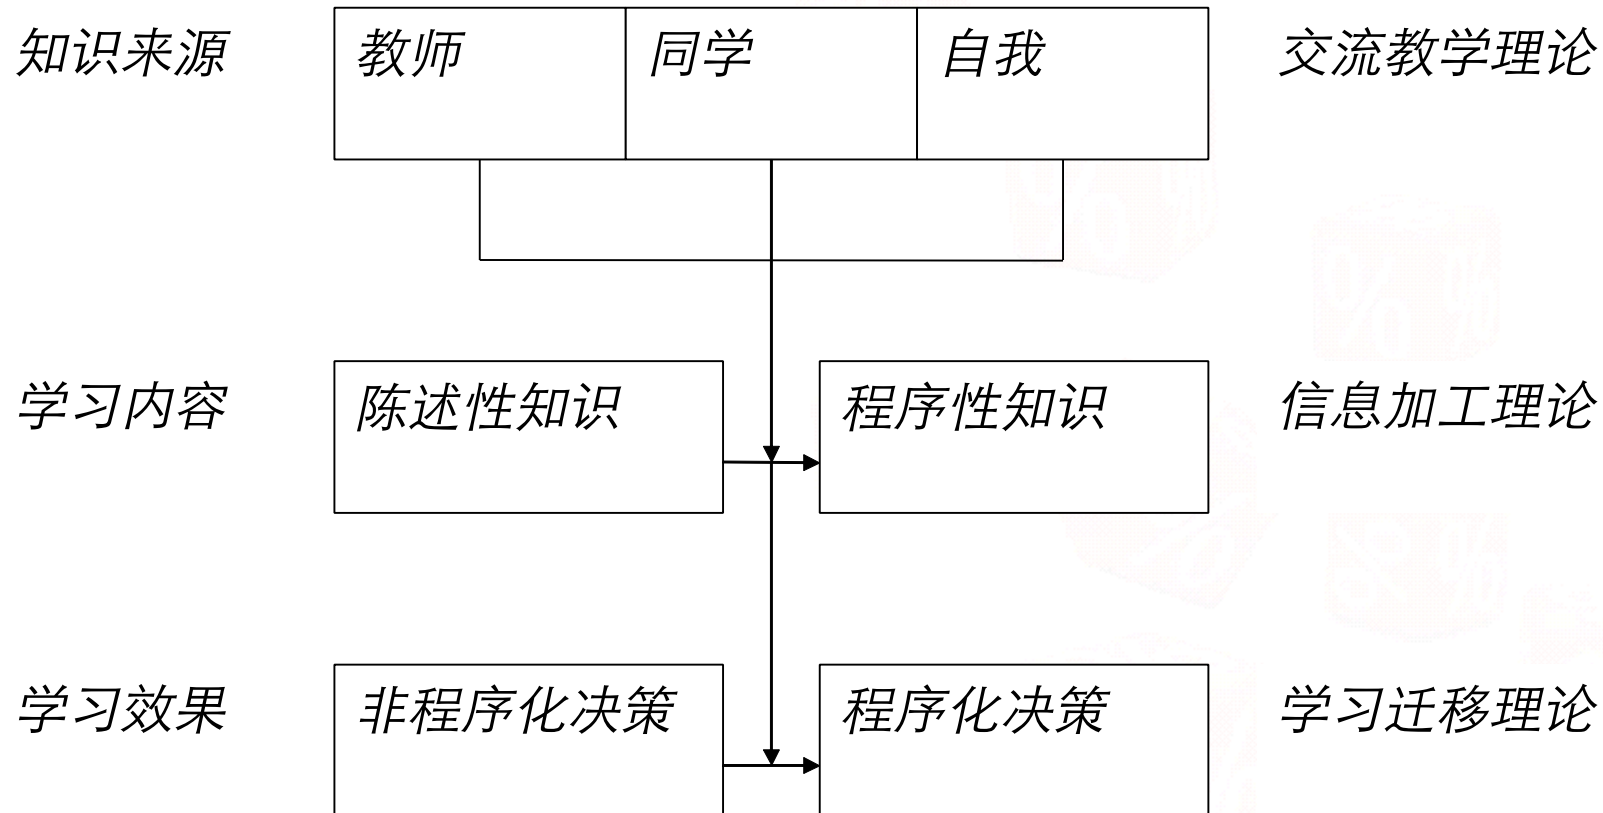 知识来源 教师 同学 自我 交流教学理论
学习内容 陈述性知识 程序性知识 信息加工理论
学习效果 非程序化决策 程序化决策 学习迁移理论